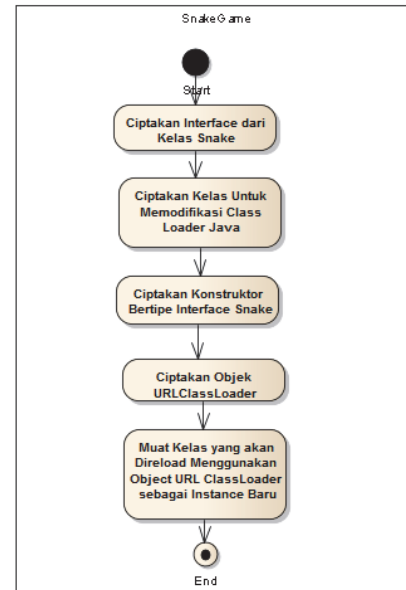 SnakeGame
Start
Ciptakan Interface dari
Kelas Snake
Ciptakan Kelas Untuk
Memodifikasi Class
Loader Java
Ciptakan Konstruktor
Bertipe Interface Snake
Ciptakan Objek
URLClassLoader
Muat Kelas yang akan
Direload Menggunakan
Object URL ClassLoader
sebagai Instance Baru
End